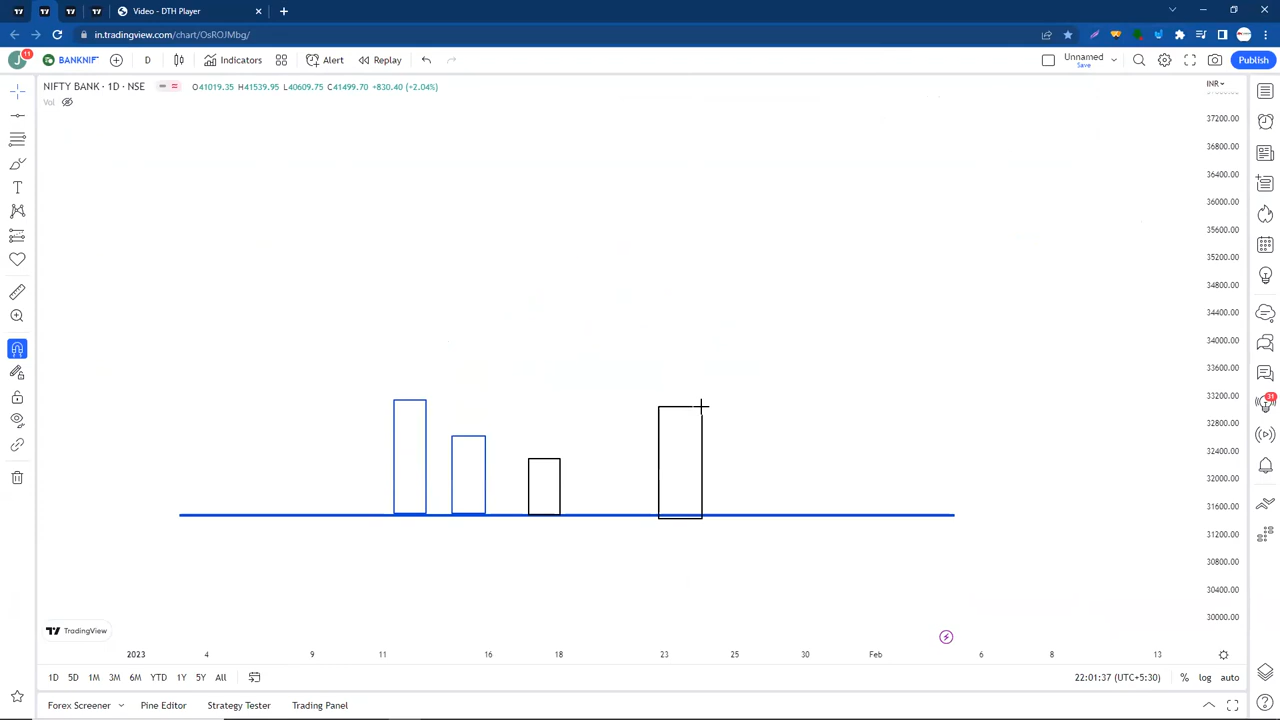 Video - DTH Player
in.tradingview.com/chart/OsROJMbg/
J
11
BANKNIF
D
Indicators
Alert
Replay
Unnamed
Save
Publish
NIFTY BANK · 1D · NSE
O41019.35 H41539.95 L40609.75 C41499.70 +830.40 (+2.04%)
INR
Vol
37200.00
36800.00
36400.00
36000.00
35600.00
35200.00
34800.00
34400.00
34000.00
33600.00
33200.00
32800.00
32400.00
32000.00
31600.00
31200.00
30800.00
30400.00
30000.00
31
TradingView
2023
4
9
11
16
18
23
25
30
Feb
6
8
13
1D 5D 1M 3M 6M YTD 1Y 5Y All
22:01:37 (UTC+5:30)
%
log
auto
Forex Screener
Pine Editor
Strategy Tester
Trading Panel